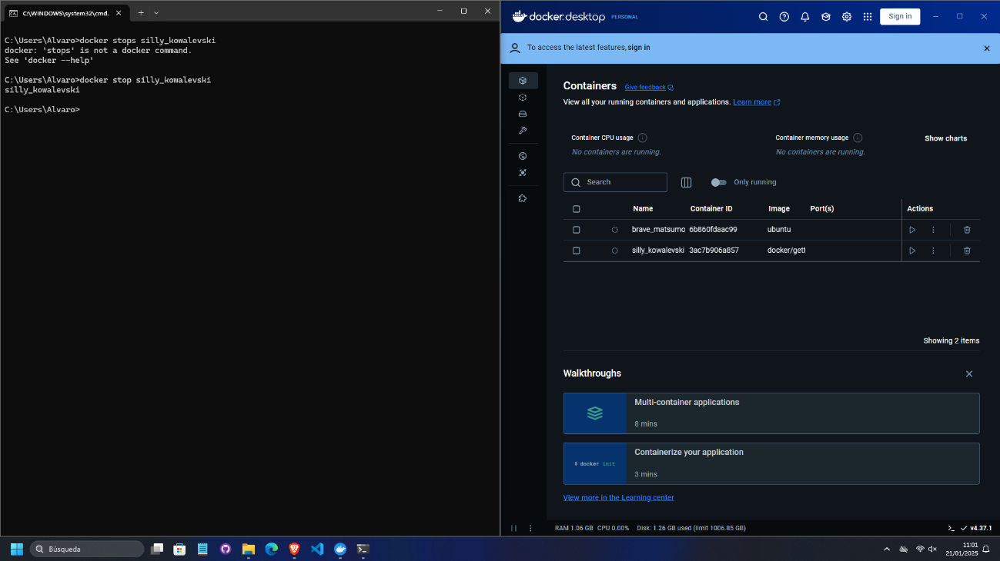 C:\WINDOWS\system32\cmd.
C:\Users\Alvaro>docker stops silly_kowalevski
docker: 'stops' is not a docker command.
See 'docker --help'
C:\Users\Alvaro>docker stop silly_kowalevski
silly_kowalevski
C:\Users\Alvaro>
docker.desktop PERSONAL
Sign in
To access the latest features, sign in
Containers Give feedback
View all your running containers and applications. Learn more
Container CPU usage
No containers are running.
Container memory usage
No containers are running.
Show charts
Search
Only running
Name Container ID Image Port(s) Actions
brave_matsumo 6b860fdaac99 ubuntu
silly_kowalevski 3ac7b906a857 docker/gett
Showing 2 items
Walkthroughs
Multi-container applications
8 mins
$ docker init
Containerize your application
3 mins
View more in the Learning center
RAM 1.06 GB CPU 0.00% Disk: 1.26 GB used (limit 1006.85 GB)
v4.37.1
Búsqueda
11:01
21/01/2025